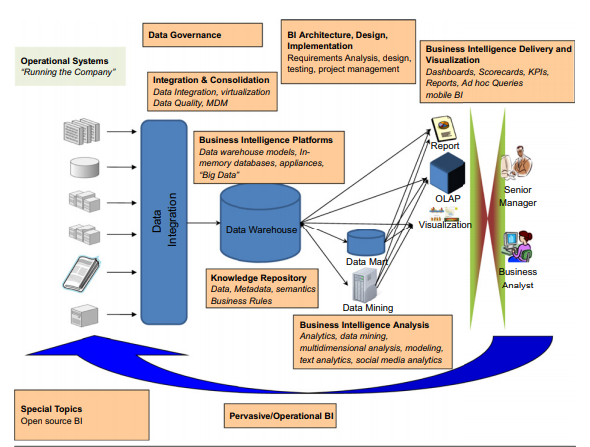 Data Governance
BI Architecture, Design,
Implementation
Requirements Analysis, design,
testing, project management
Business Intelligence Delivery and
Visualization
Dashboards, Scorecards, KPIs,
Reports, Ad hoc Queries
mobile BI
Operational Systems
“Running the Company”
Integration & Consolidation
Data Integration, virtualization
Data Quality, MDM
Business Intelligence Platforms
Data warehouse models, In-
memory databases, appliances,
“Big Data”
Data
Integration
Data Warehouse
Report
OLAP
Visualization
Senior
Manager
Data Mart
Business
Analyst
Knowledge Repository
Data, Metadata, semantics
Business Rules
Data Mining
Business Intelligence Analysis
Analytics, data mining,
multidimensional analysis, modeling,
text analytics, social media analytics
Special Topics
Open source BI
Pervasive/Operational BI